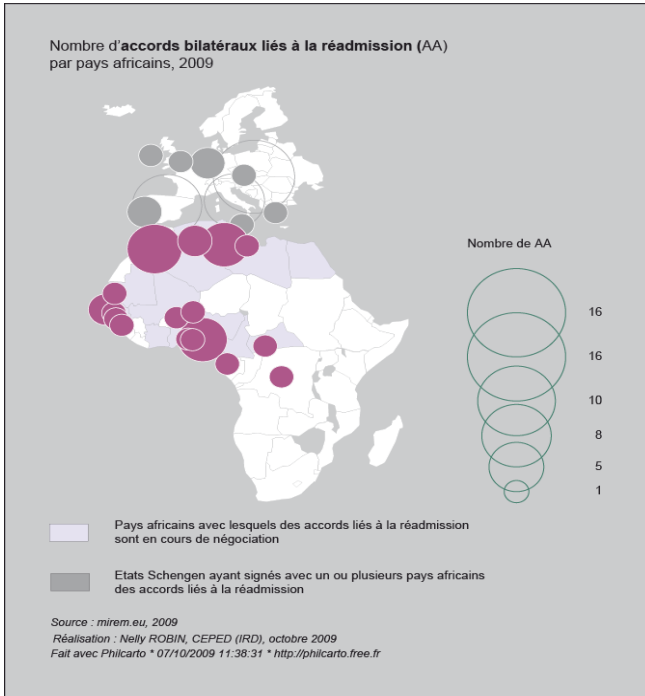 Nombre d'accords bilatéraux liés à la réadmission (AA)
par pays africains, 2009
Nombre de AA
16
16
10
8
5
1
Pays africains avec lesquels des accords liés à la réadmission
sont en cours de négociation
Etats Schengen ayant signés avec un ou plusieurs pays africains
des accords liés à la réadmission
Source : mirem.eu, 2009
Réalisation : Nelly ROBIN, CEPED (IRD), octobre 2009
Fait avec Philcarto * 07/10/2009 11:38:31 * http://philcarto.free.fr